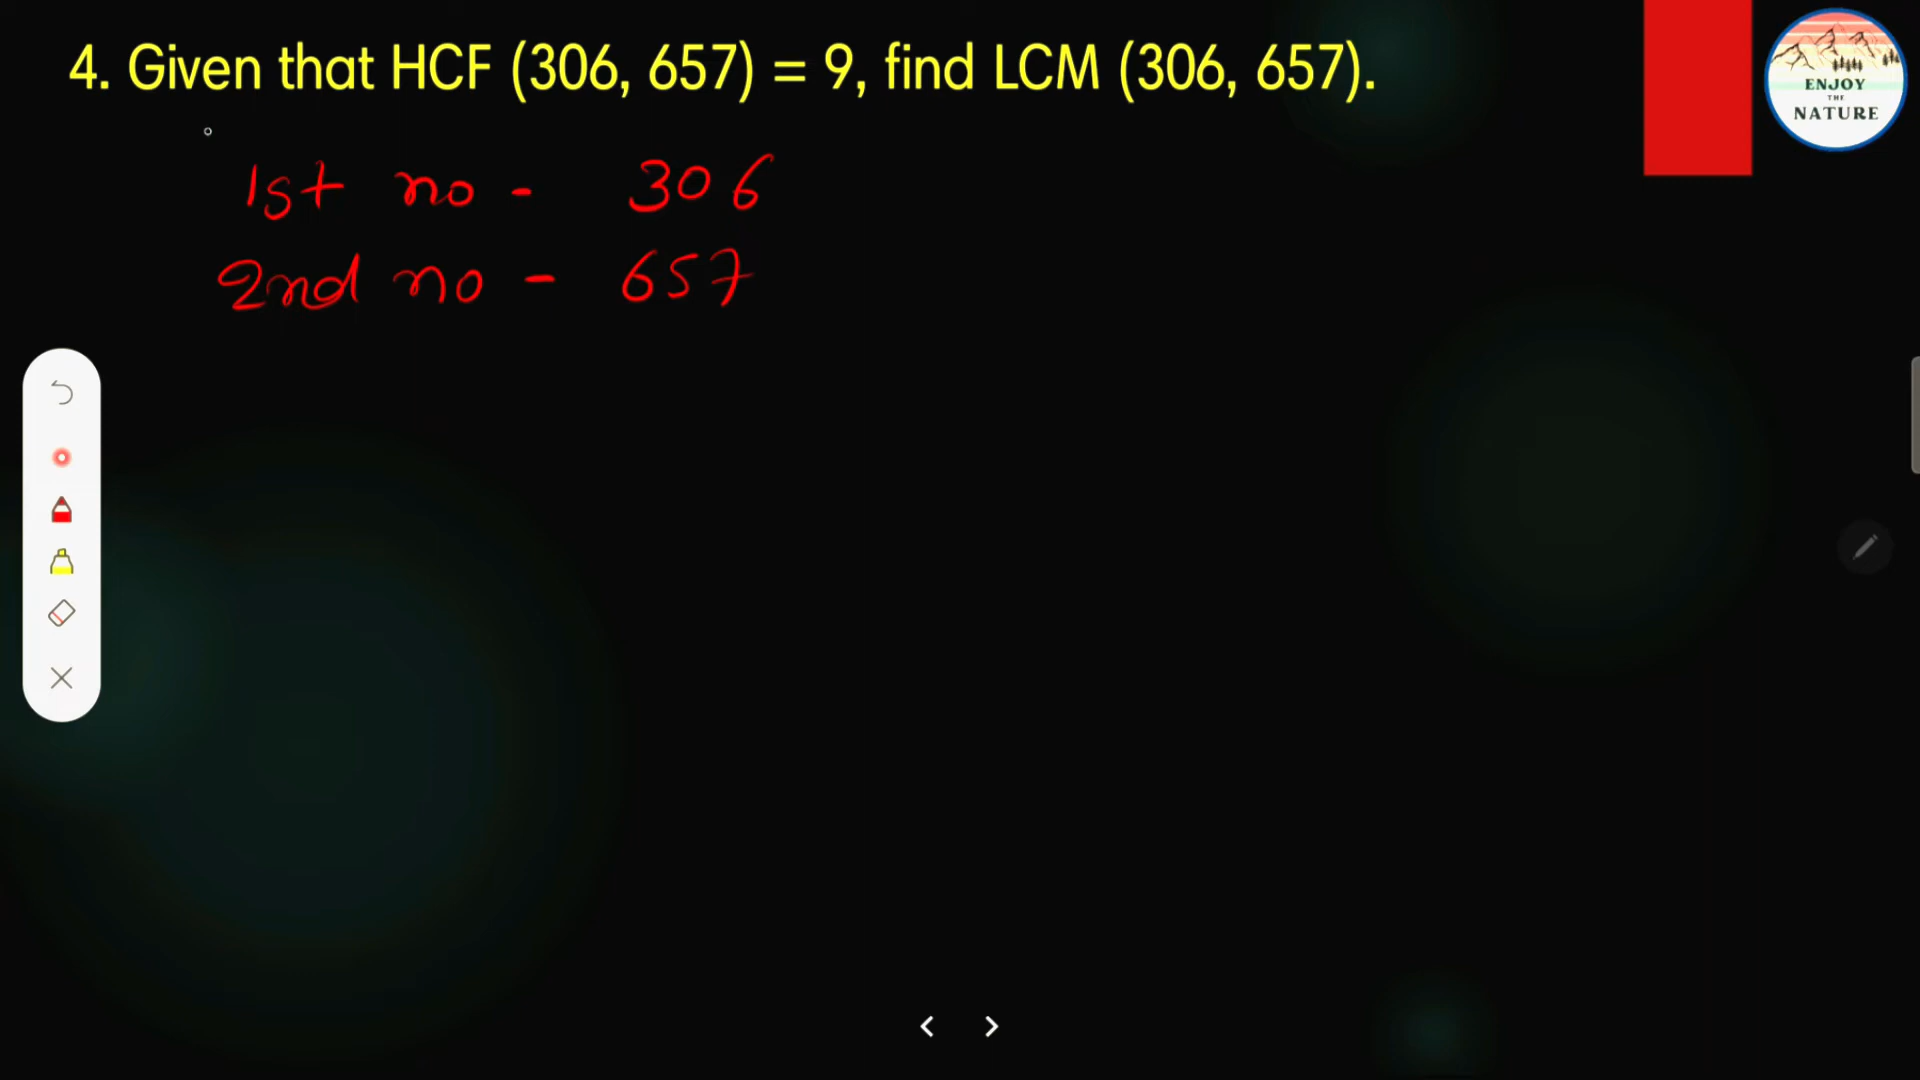 4. Given that HCF (306, 657) = 9, find LCM (306, 657).
ENJOY
THE
NATURE
1st no - 306
2nd no - 657